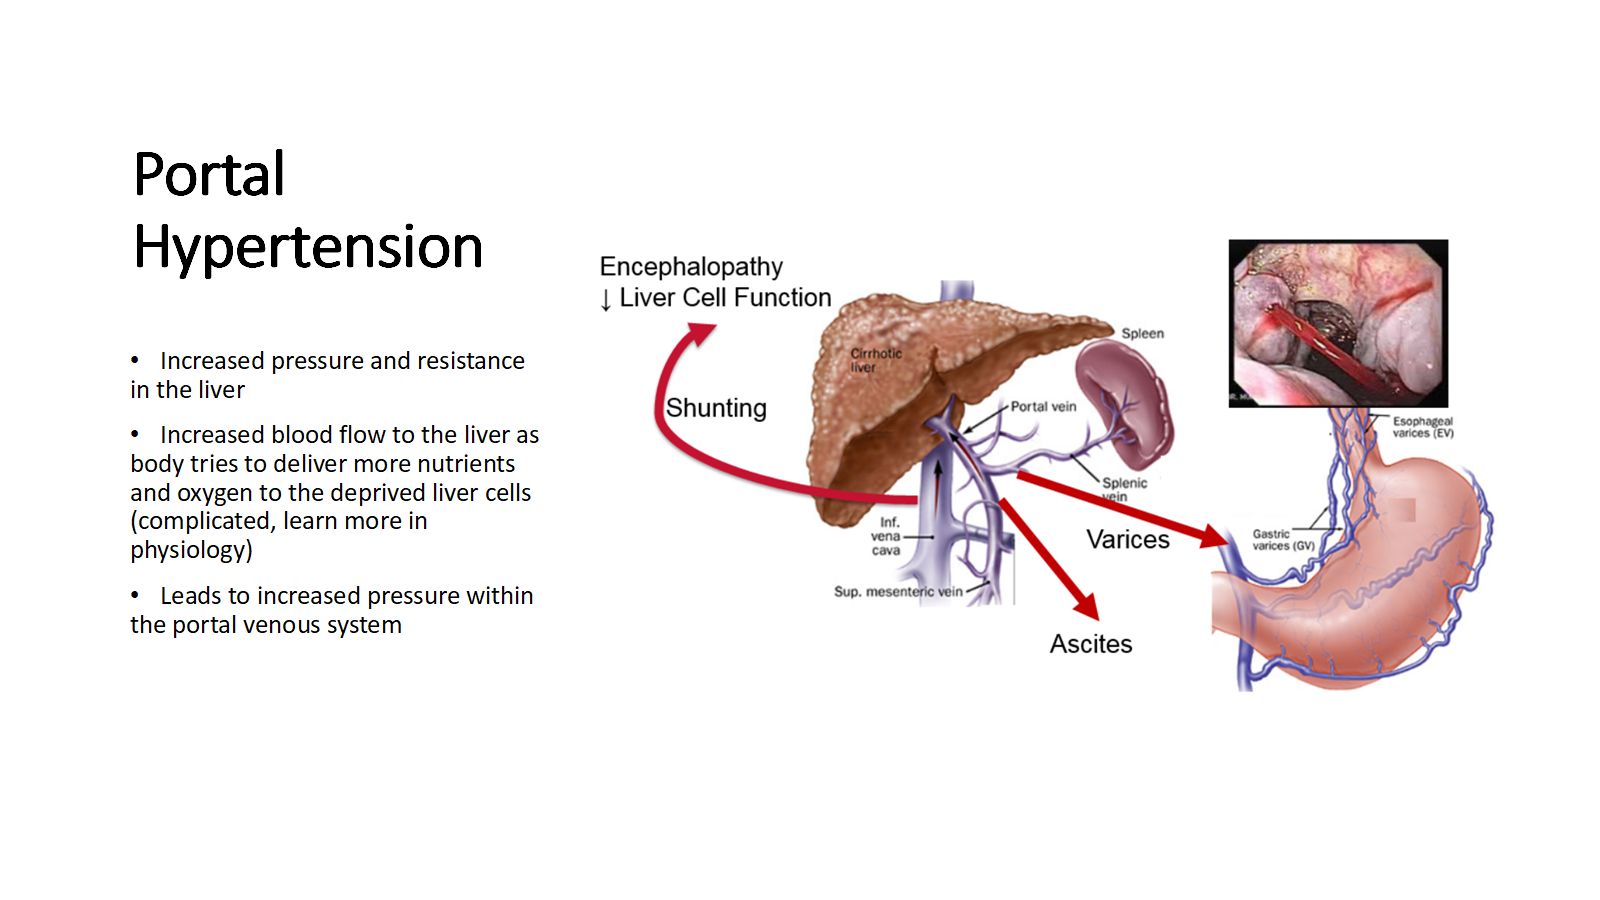 Portal
Hypertension
• Increased pressure and resistance
in the liver
• Increased blood flow to the liver as
body tries to deliver more nutrients
and oxygen to the deprived liver cells
(complicated, learn more in
physiology)
• Leads to increased pressure within
the portal venous system
Encephalopathy
↓ Liver Cell Function
Shunting
Cirrhotic
liver
Spleen
Portal vein
Splenic
vein
Inf.
vena
cava
Sup. mesenteric vein
Varices
Ascites
Esophageal
varices (EV)
Gastric
varices (GV)